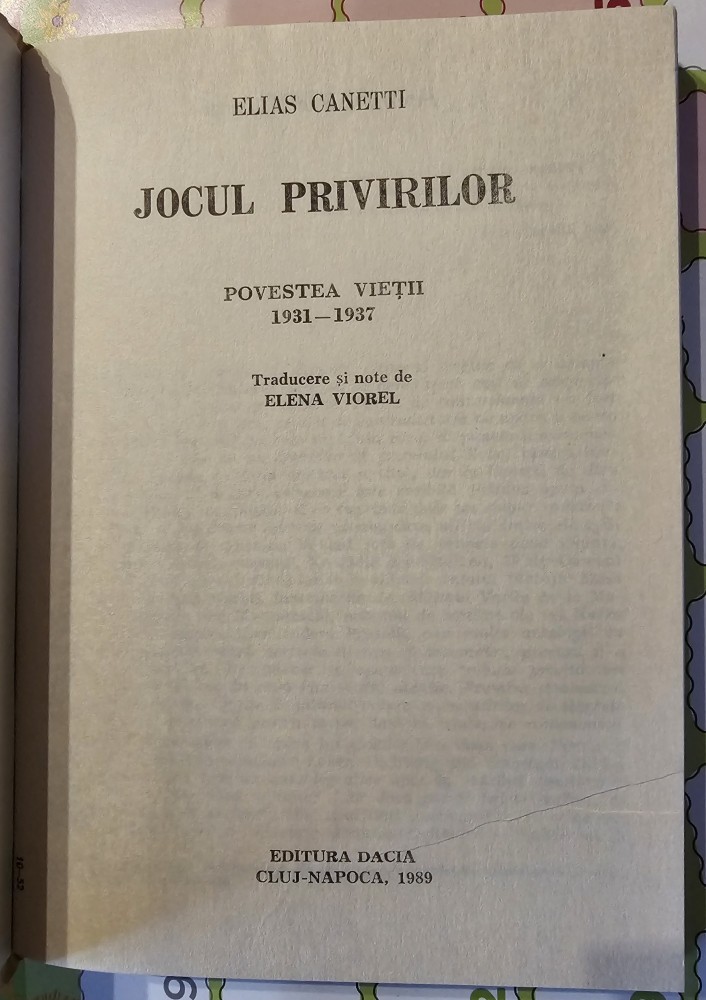 ELIAS CANETTI
JOCUL PRIVIRILOR
POVESTEA VIEȚII
1931—1937
Traducere și note de
ELENA VIOREL
EDITURA DACIA
CLUJ-NAPOCA, 1989